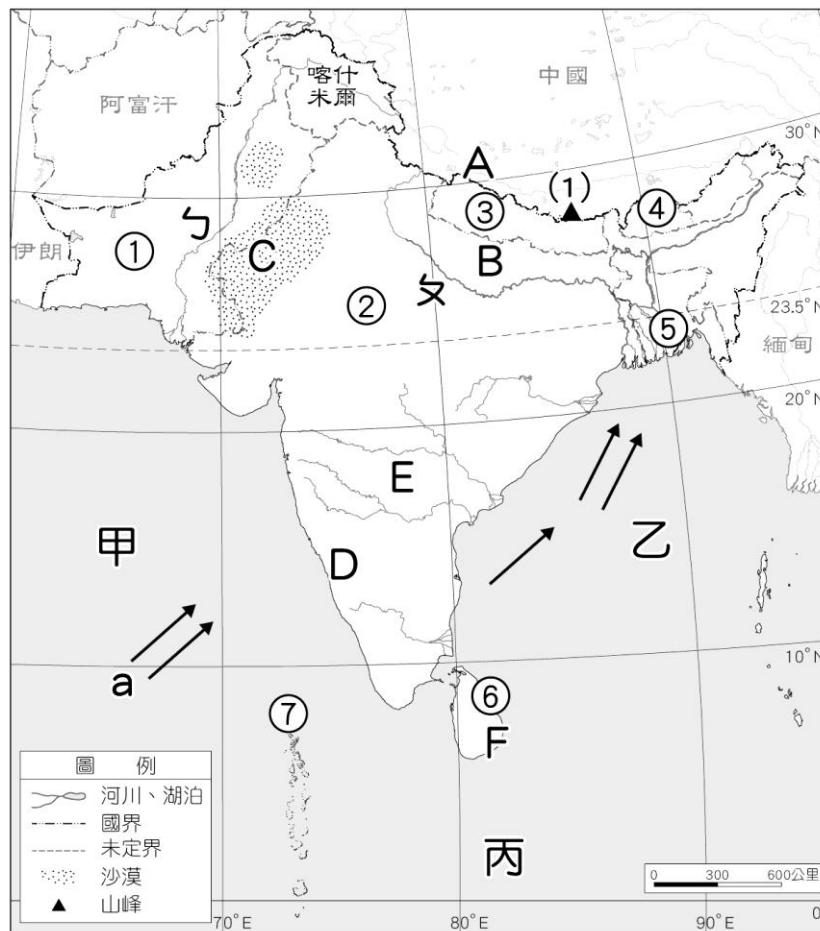 喀什
米爾
中國
阿富汗
30°N
A
(1)
③
④
ㄅ
伊朗
①
C
B
②
ㄆ
⑤
23.5°N
緬甸
20°N
E
甲
乙
D
a
10°N
⑥
⑦
F
圖 例
河川、湖泊
國界
未定界
沙漠
山峰
丙
0 300 600公里
70°E
80°E
90°E